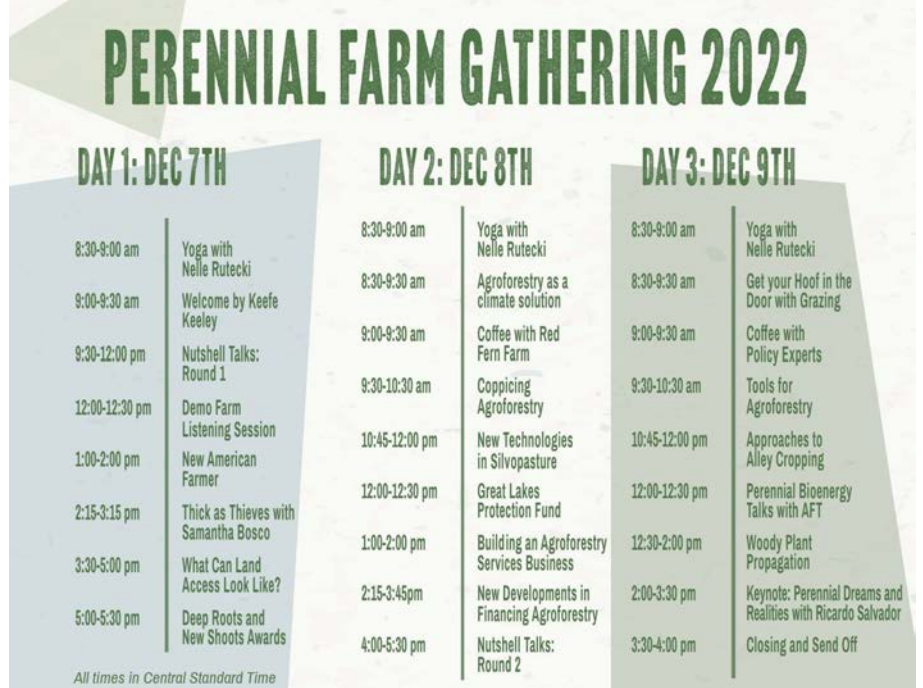 PERENNIAL FARM GATHERING 2022
DAY 1: DEC 7TH
8:30-9:00 am Yoga with
Nelle Rutecki
9:00-9:30 am Welcome by Keefe
Keeley
9:30-12:00 pm Nutshell Talks:
Round 1
12:00-12:30 pm Demo Farm
Listening Session
1:00-2:00 pm New American
Farmer
2:15-3:15 pm Thick as Thieves with
Samantha Bosco
3:30-5:00 pm What Can Land
Access Look Like?
5:00-5:30 pm Deep Roots and
New Shoots Awards
All times in Central Standard Time
DAY 2: DEC 8TH
8:30-9:00 am Yoga with
Nelle Rutecki
8:30-9:30 am Agroforestry as a
climate solution
9:00-9:30 am Coffee with Red
Fern Farm
9:30-10:30 am Coppicing
Agroforestry
10:45-12:00 pm New Technologies
in Silvopasture
12:00-12:30 pm Great Lakes
Protection Fund
1:00-2:00 pm Building an Agroforestry
Services Business
2:15-3:45pm New Developments in
Financing Agroforestry
4:00-5:30 pm Nutshell Talks:
Round 2
DAY 3: DEC 9TH
8:30-9:00 am Yoga with
Nelle Rutecki
8:30-9:30 am Get your Hoof in the
Door with Grazing
9:00-9:30 am Coffee with
Policy Experts
9:30-10:30 am Tools for
Agroforestry
10:45-12:00 pm Approaches to
Alley Cropping
12:00-12:30 pm Perennial Bioenergy
Talks with AFT
12:30-2:00 pm Woody Plant
Propagation
2:00-3:30 pm Keynote: Perennial Dreams and
Realities with Ricardo Salvador
3:30-4:00 pm Closing and Send Off